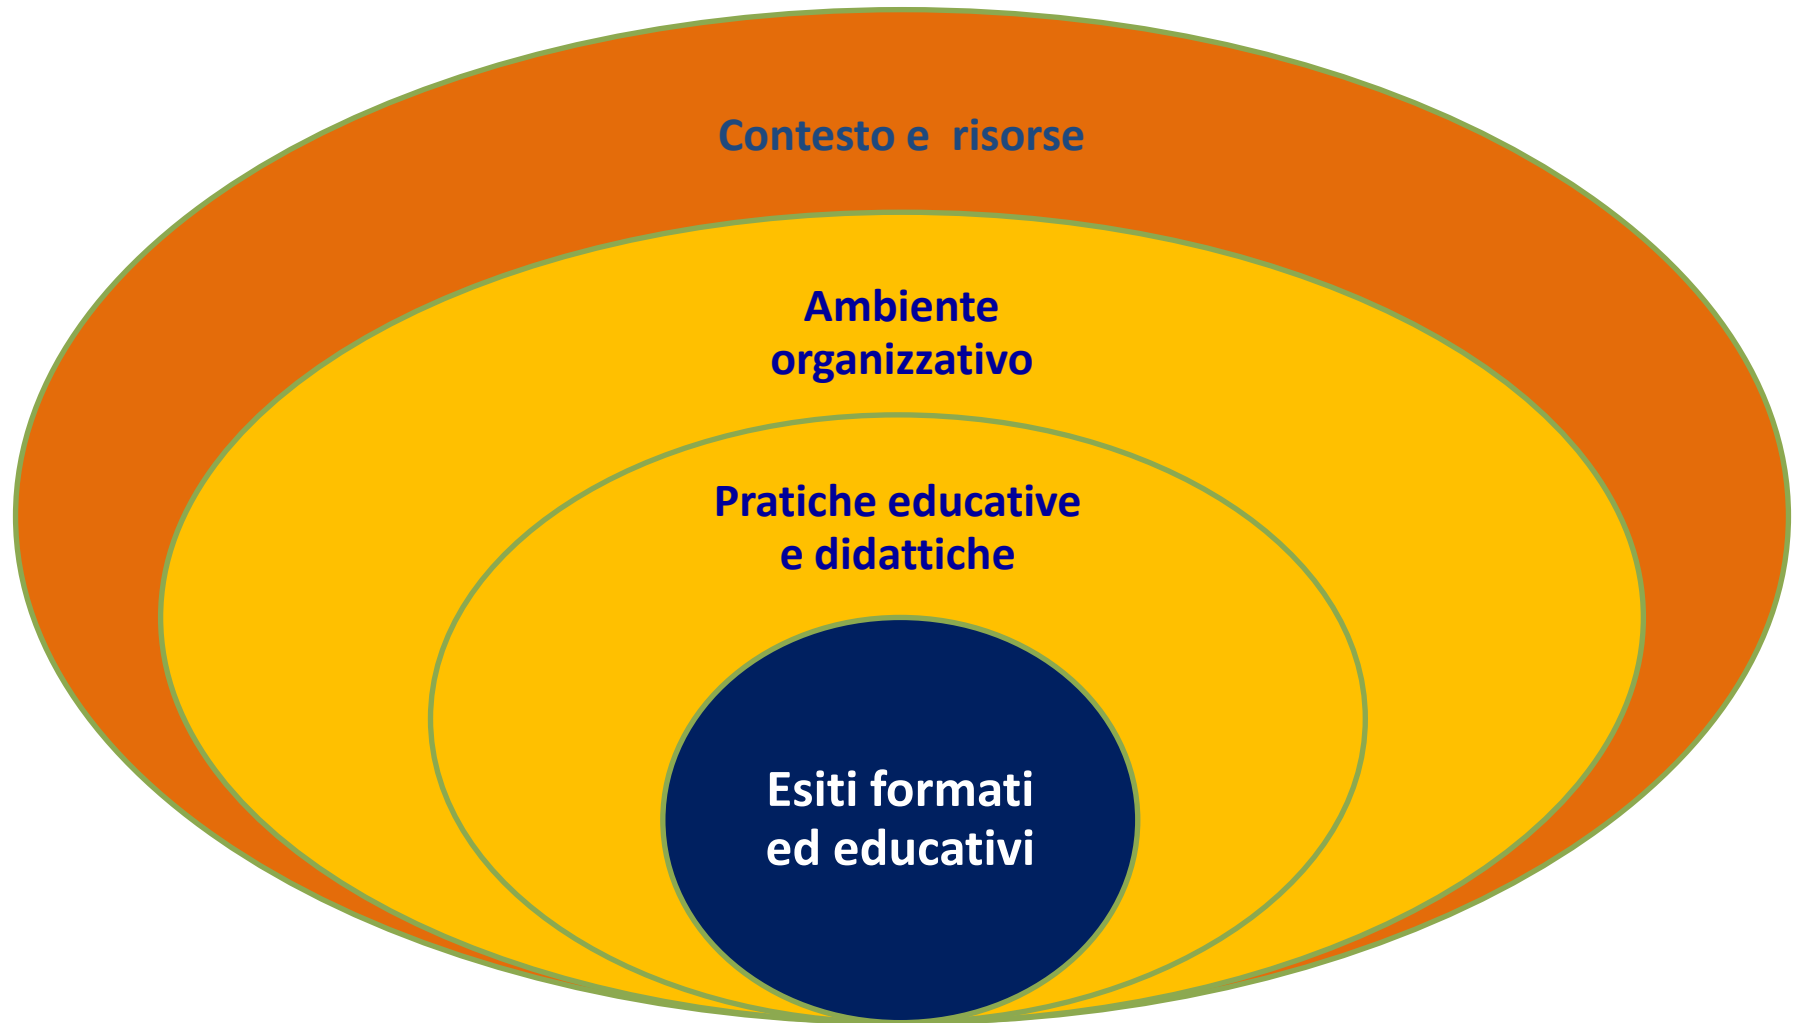 Contesto e  risorse
Ambiente
organizzativo
Pratiche educative
e didattiche
Esiti formati
ed educativi